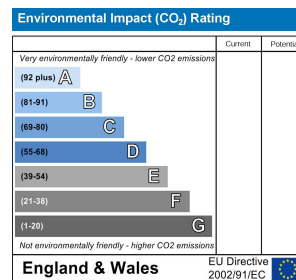 Environmental Impact (CO₂) Rating
Current Potential
Very environmentally friendly - lower CO2 emissions
(92 plus) A
(81-91) B
(69-80) C
(55-68) D
(39-54) E
(21-38) F
(1-20) G
Not environmentally friendly - higher CO2 emissions
England & Wales
EU Directive
2002/91/EC